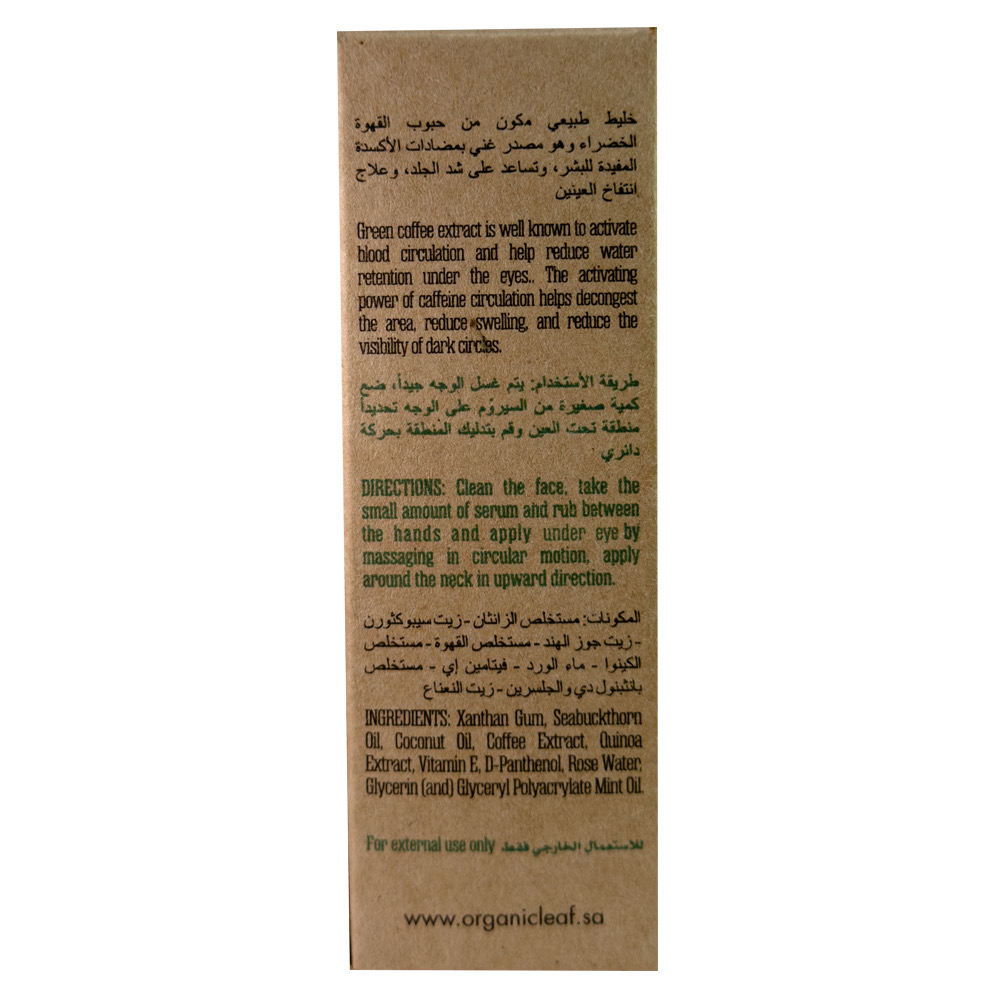 خليط طبيعي مكون من حبوب القهوة
الخضراء وهو مصدر غني بمضادات الأكسدة
المفيدة للبشر، وتساعد على شد الجلد، وعلاج
انتفاخ العينين
Green coffee extract is well known to activate
blood circulation and help reduce water
retention under the eyes.. The activating
power of caffeine circulation helps decongest
the area, reduce swelling, and reduce the
visibility of dark circles.
طريقة الأستخدام: يتم غسل الوجه جيداً، ضع
كمية صغيرة من السيروم على الوجه تحديداً
منطقة تحت العين وقم بتدليك المنطقة بحركة
دائري
DIRECTIONS: Clean the face, take the
small amount of serum and rub between
the hands and apply under eye by
massaging in circular motion, apply
around the neck in upward direction.
المكونات: مستخلص الزانثان - زيت سيبوكثورن
- زيت جوز الهند - مستخلص القهوة - مستخلص
الكينوا - ماء الورد - فيتامين إي - مستخلص
بانثينول دي والجلسرين - زيت النعناع
INGREDIENTS: Xanthan Gum, Seabuckthorn
Oil, Coconut Oil, Coffee Extract, Quinoa
Extract, Vitamin E, D-Panthenol, Rose Water,
Glycerin (and) Glyceryl Polyacrylate Mint Oil.
For external use only للاستعمال الخارجي فقط.
www.organicleaf.sa